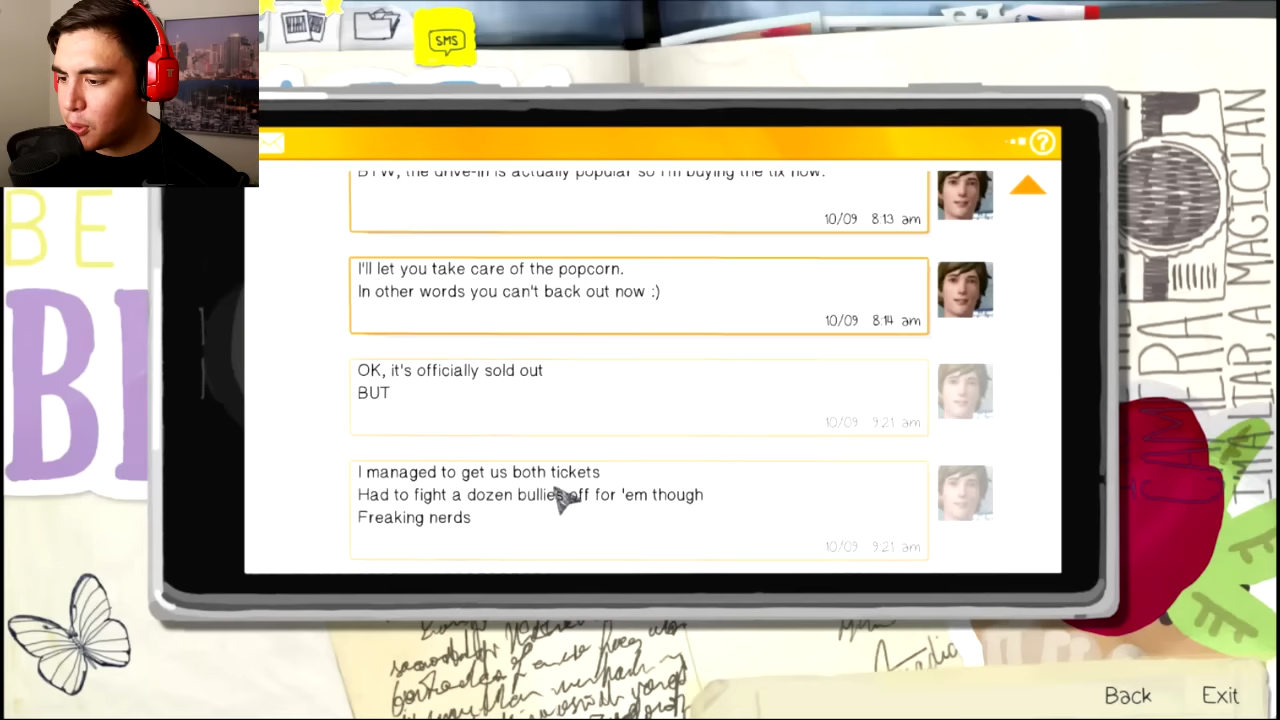 SMS
BTW, the drive-in is actually popular so I'm buying the tix now.
10/09 8:13 am
I'll let you take care of the popcorn.
In other words you can't back out now :)
10/09 8:14 am
OK, it's officially sold out
BUT
10/09 9:21 am
I managed to get us both tickets
Had to fight a dozen bullies off for 'em though
Freaking nerds
10/09 9:21 am
BE
CAMERA
LIAR, A MAGICIAN
Back
Exit